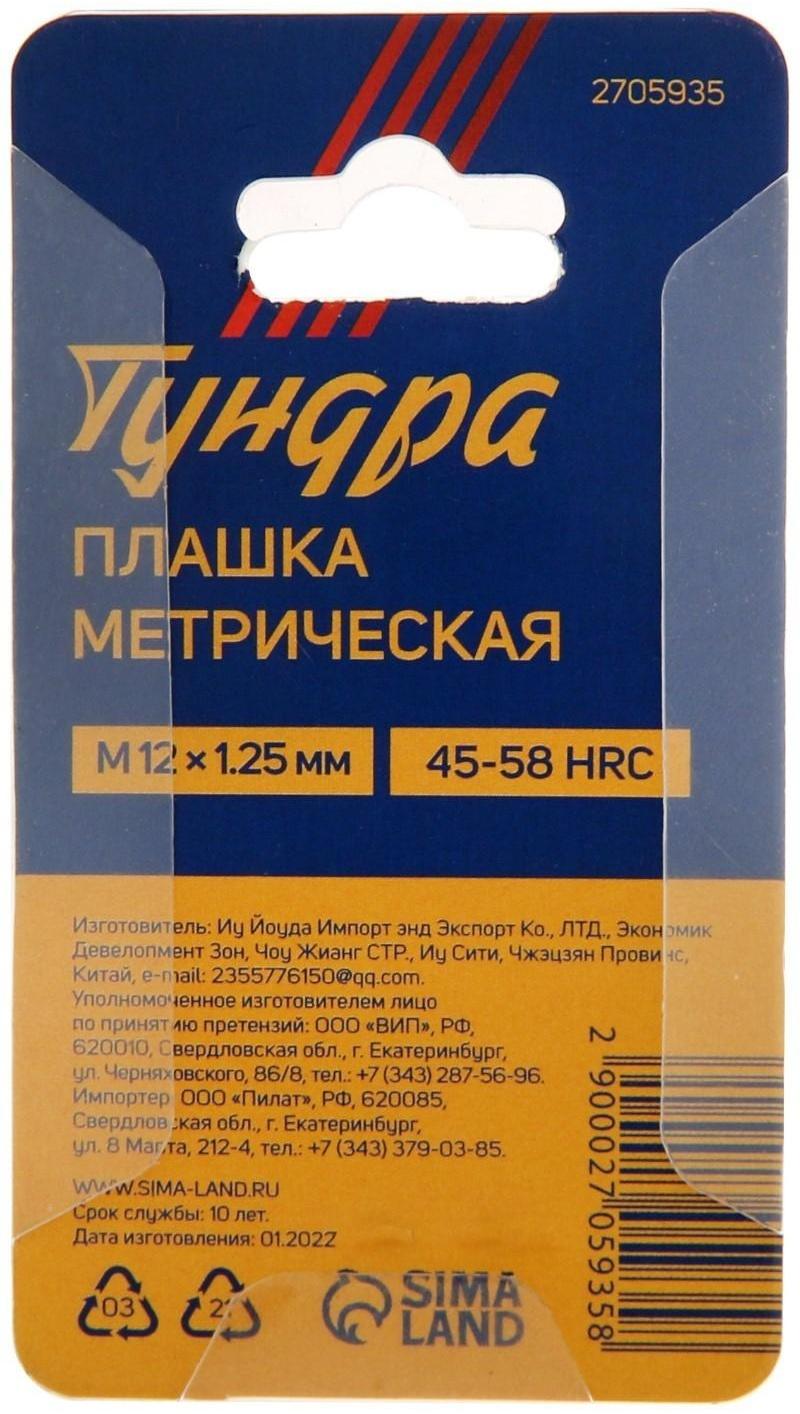 2705935
Тундра
ПЛАШКА
МЕТРИЧЕСКАЯ
М 12 × 1.25 мм
45-58 HRC
Изготовитель: Иу Йоуда Импорт энд Экспорт Ко., ЛТД., Экономик
Девелопмент Зон, Чоу Жианг СТР., Иу Сити, Чжэцзян Провинс,
Китай, e-mail: 2355776150@qq.com.
Уполномоченное изготовителем лицо
по принятию претензий: ООО «ВИП», РФ,
620010, Свердловская обл., г. Екатеринбург,
ул. Черняховского, 86/8, тел.: +7 (343) 287-56-96.
Импортер ООО «Пилат», РФ, 620085,
Свердловская обл., г. Екатеринбург,
ул. 8 Марта, 212-4, тел.: +7 (343) 379-03-85.
WWW.SIMA-LAND.RU
Срок службы: 10 лет.
Дата изготовления: 01.2022
03
21
SIMA
LAND
2 900027 059358